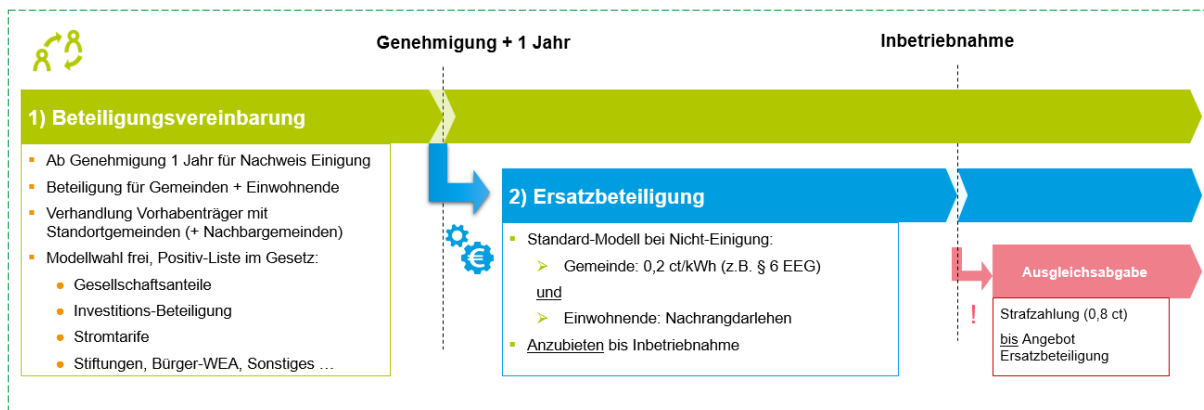 Genehmigung + 1 Jahr
Inbetriebnahme
1) Beteiligungsvereinbarung
Ab Genehmigung 1 Jahr für Nachweis Einigung
Beteiligung für Gemeinden + Einwohnende
Verhandlung Vorhabenträger mit
Standortgemeinden (+ Nachbargemeinden)
Modellwahl frei, Positiv-Liste im Gesetz:
Gesellschaftsanteile
Investitions-Beteiligung
Stromtarife
Stiftungen, Bürger-WEA, Sonstiges …
2) Ersatzbeteiligung
Standard-Modell bei Nicht-Einigung:
Gemeinde: 0,2 ct/kWh (z.B. § 6 EEG)
und
Einwohnende: Nachrangdarlehen
Anzubieten bis Inbetriebnahme
€
Ausgleichsabgabe
!
Strafzahlung (0,8 ct)
bis Angebot
Ersatzbeteiligung